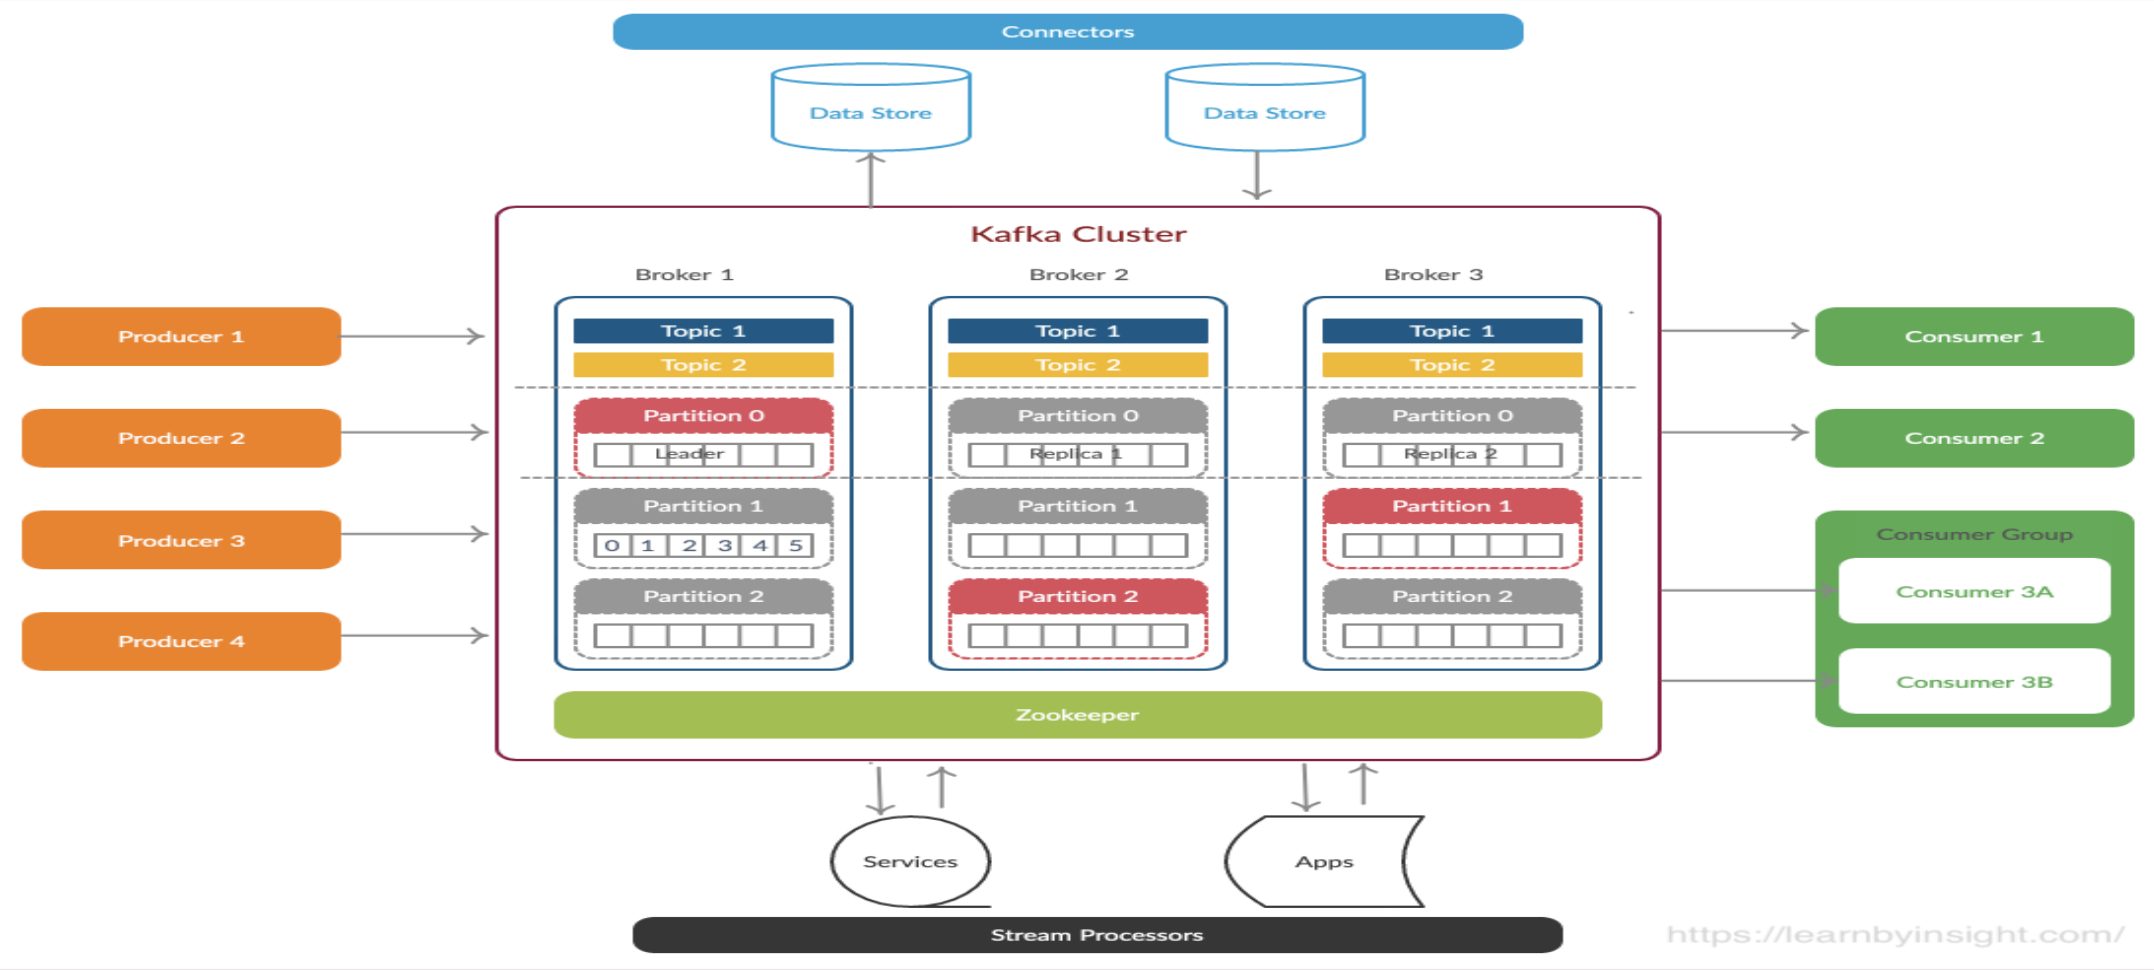 Connectors
Data Store
Data Store
Kafka Cluster
Broker 1
Broker 2
Broker 3
Producer 1
Producer 2
Producer 3
Producer 4
Topic 1
Topic 2
Partition 0
Leader
Partition 1
0 1 2 3 4 5
Partition 2
Topic 1
Topic 2
Partition 0
Replica 1
Partition 1
Partition 2
Topic 1
Topic 2
Partition 0
Replica 2
Partition 1
Partition 2
Zookeeper
Consumer 1
Consumer 2
Consumer Group
Consumer 3A
Consumer 3B
Services
Apps
Stream Processors
https://learnbyinsight.com/